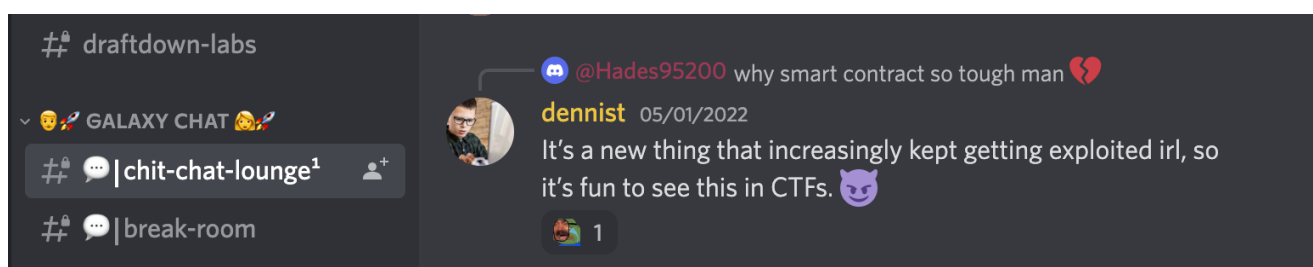 draftdown-labs
GALAXY CHAT
💬|chit-chat-lounge¹
💬|break-room
@Hades95200 why smart contract so tough man 💔
dennist 05/01/2022
It's a new thing that increasingly kept getting exploited irl, so
it's fun to see this in CTFs. 😈
1